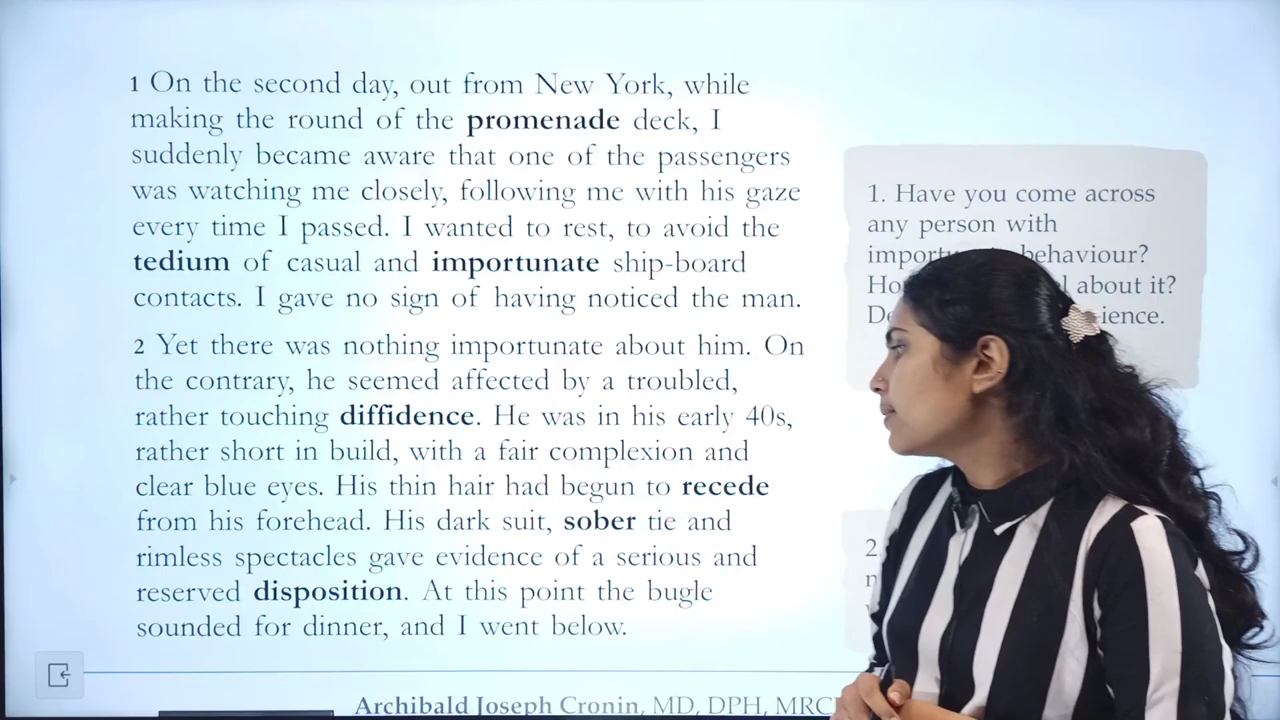 1 On the second day, out from New York, while
making the round of the promenade deck, I
suddenly became aware that one of the passengers
was watching me closely, following me with his gaze
every time I passed. I wanted to rest, to avoid the
tedium of casual and importunate ship-board
contacts. I gave no sign of having noticed the man.
2 Yet there was nothing importunate about him. On
the contrary, he seemed affected by a troubled,
rather touching diffidence. He was in his early 40s,
rather short in build, with a fair complexion and
clear blue eyes. His thin hair had begun to recede
from his forehead. His dark suit, sober tie and
rimless spectacles gave evidence of a serious and
reserved disposition. At this point the bugle
sounded for dinner, and I went below.
Archibald Joseph Cronin, MD, DPH,
1. Have you come across
any person with
behaviour?
about it?
2